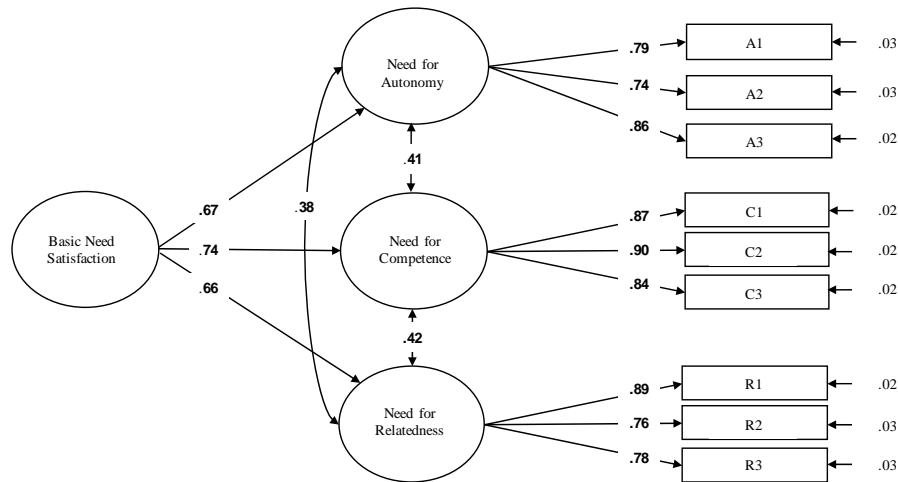 .79
A1
.03
Need for
Autonomy
.74
A2
.03
.86
A3
.02
.41
.67
.38
.87
C1
.02
Basic Need
Satisfaction
.74
Need for
Competence
.90
C2
.02
.66
.84
C3
.02
.42
.89
R1
.02
Need for
Relatedness
.76
R2
.03
.78
R3
.03